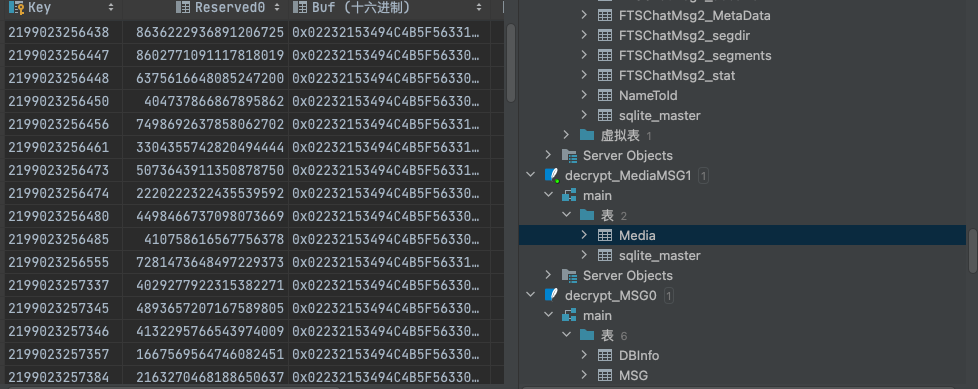 Key Reserved0 Buf (十六进制)
2199023256438 8636222936891206725 0x02232153494C4B5F56331...
2199023256447 8602771091117818019 0x02232153494C4B5F56330...
2199023256448 6375616648085247200 0x02232153494C4B5F56330...
2199023256450 404737866867895862 0x02232153494C4B5F56330...
2199023256456 7498692637858062702 0x02232153494C4B5F56331...
2199023256461 3304355742820494444 0x02232153494C4B5F56331...
2199023256473 5073643911350878750 0x02232153494C4B5F56331...
2199023256474 2220222322435539592 0x02232153494C4B5F56330...
2199023256480 4498466737098073669 0x02232153494C4B5F56330...
2199023256485 410758616567756378 0x02232153494C4B5F56330...
2199023256555 7281473648497229373 0x02232153494C4B5F56331...
2199023257337 4029277922315382271 0x02232153494C4B5F56330...
2199023257345 4893657207167589805 0x02232153494C4B5F56330...
2199023257346 4132295766543974009 0x02232153494C4B5F56330...
2199023257357 1667569564746082451 0x02232153494C4B5F56330...
2199023257384 2163270468188650637 0x02232153494C4B5F56330...
FTSChatMsg2_MetaData
FTSChatMsg2_segdir
FTSChatMsg2_segments
FTSChatMsg2_stat
NameToId
sqlite_master
虚拟表 1
Server Objects
decrypt_MediaMSG1 1
main
表 2
Media
sqlite_master
Server Objects
decrypt_MSG0 1
main
表 6
DBInfo
MSG